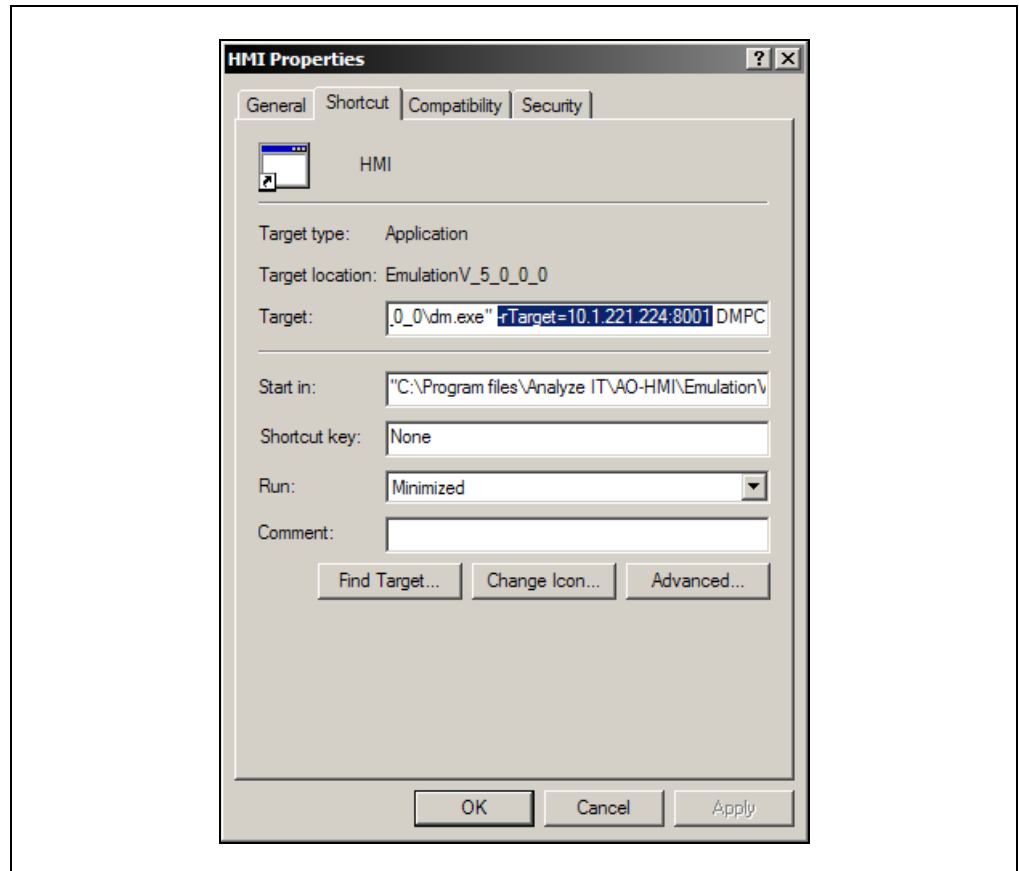 HMI Properties
General Shortcut Compatibility Security
HMI
Target type: Application
Target location: EmulationV_5_0_0_0
Target: _0_0\dm.exe" -rTarget=10.1.221.224:8001 DMPC
Start in: "C:\Program files\Analyze IT\AO-HMI\EmulationV
Shortcut key: None
Run: Minimized
Comment:
Find Target... Change Icon... Advanced...
OK Cancel Apply